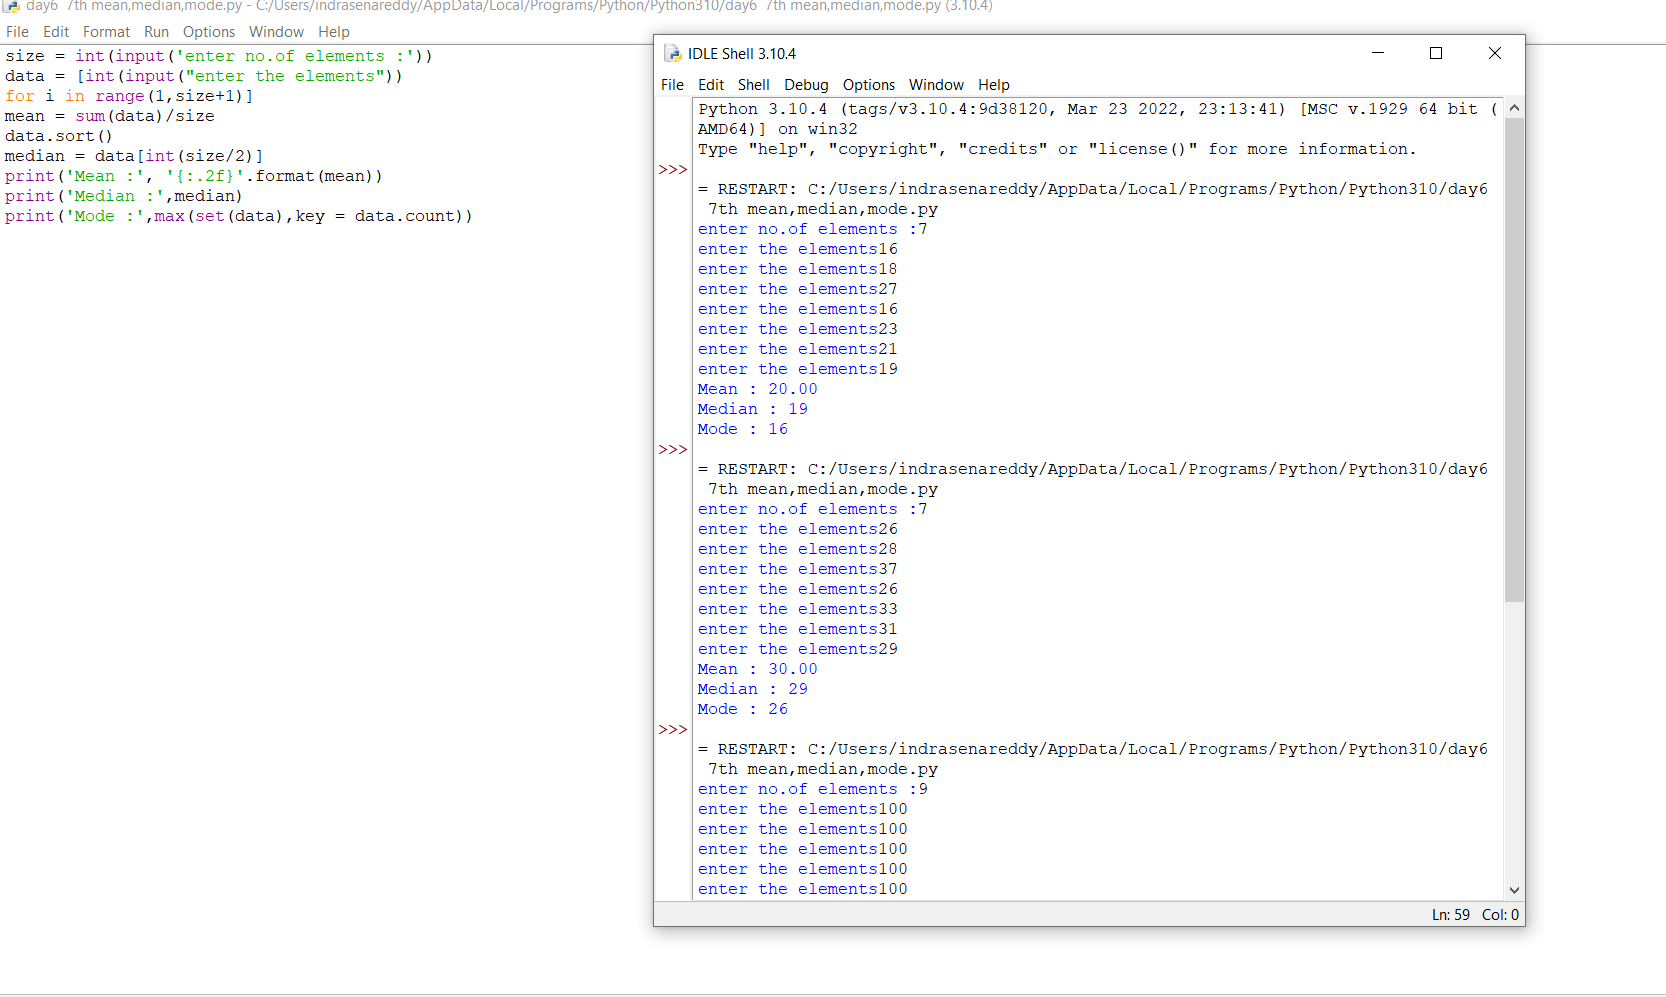 day6  7th mean,median,mode.py - C:/Users/indrasenareddy/AppData/Local/Programs/Python/Python310/day6  7th mean,median,mode.py (3.10.4)
File Edit Format Run Options Window Help
size = int(input('enter no.of elements :'))
data = [int(input("enter the elements"))
for i in range(1,size+1)]
mean = sum(data)/size
data.sort()
median = data[int(size/2)]
print('Mean :', '{:.2f}'.format(mean))
print('Median :',median)
print('Mode :',max(set(data),key = data.count))
IDLE Shell 3.10.4
File Edit Shell Debug Options Window Help
Python 3.10.4 (tags/v3.10.4:9d38120, Mar 23 2022, 23:13:41) [MSC v.1929 64 bit (
AMD64)] on win32
Type "help", "copyright", "credits" or "license()" for more information.
>>>
= RESTART: C:/Users/indrasenareddy/AppData/Local/Programs/Python/Python310/day6
 7th mean,median,mode.py
enter no.of elements :7
enter the elements16
enter the elements18
enter the elements27
enter the elements16
enter the elements23
enter the elements21
enter the elements19
Mean : 20.00
Median : 19
Mode : 16
>>>
= RESTART: C:/Users/indrasenareddy/AppData/Local/Programs/Python/Python310/day6
 7th mean,median,mode.py
enter no.of elements :7
enter the elements26
enter the elements28
enter the elements37
enter the elements26
enter the elements33
enter the elements31
enter the elements29
Mean : 30.00
Median : 29
Mode : 26
>>>
= RESTART: C:/Users/indrasenareddy/AppData/Local/Programs/Python/Python310/day6
 7th mean,median,mode.py
enter no.of elements :9
enter the elements100
enter the elements100
enter the elements100
enter the elements100
enter the elements100
Ln: 59 Col: 0